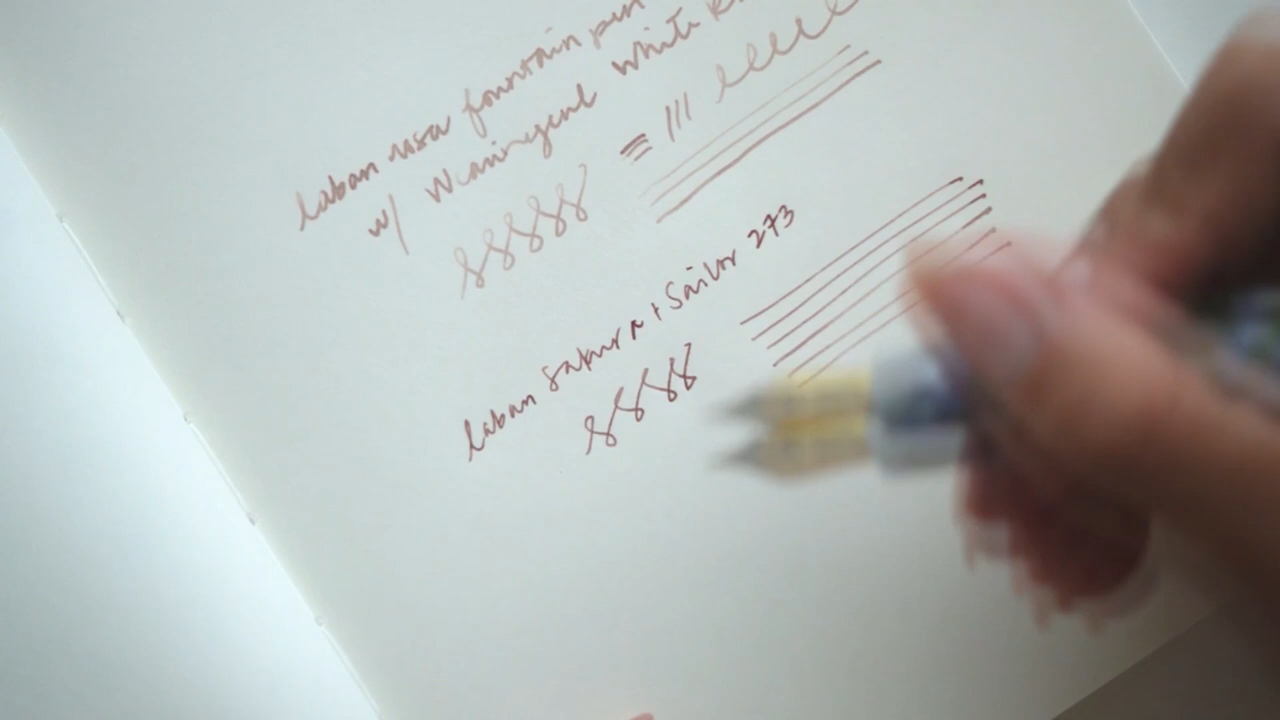 laban rosa fountain pen
w/ Wearingeul White R
laban sakura + Sailor 273